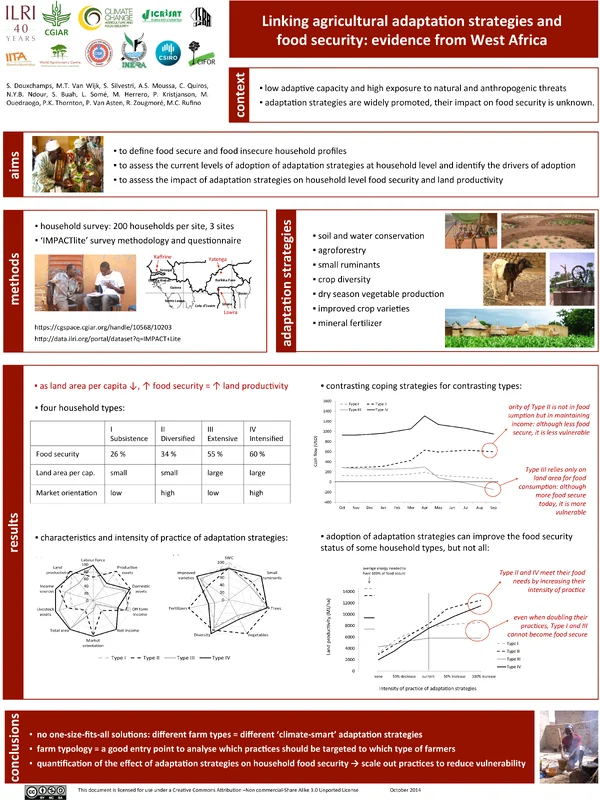 ILRI
40
YEARS
CGIAR
CLIMATE
CHANGE
AGRICULTURE AND
FOOD SECURITY
ICRISAT
IITA
World Agroforestry Centre
INERA
CSIRO
CIFOR
Linking agricultural adaptation strategies and
food security: evidence from West Africa
S. Douxchamps, M.T. Van Wijk, S. Silvestri, A.S. Moussa, C. Quiros,
N.Y.B. Ndour, S. Buah, L. Somé, M. Herrero, P. Kristjanson, M.
Ouedraogo, P.K. Thornton, P. Van Asten, R. Zougmoré, M.C. Rufino
context
• low adaptive capacity and high exposure to natural and anthropogenic threats
• adaptation strategies are widely promoted, their impact on food security is unknown.
aims
• to define food secure and food insecure household profiles
• to assess the current levels of adoption of adaptation strategies at household level and identify the drivers of adoption
• to assess the impact of adaptation strategies on household level food security and land productivity
methods
• household survey: 200 households per site, 3 sites
• 'IMPACTlite' survey methodology and questionnaire
Kaffrine
Yatenga
Lawra
https://cgspace.cgiar.org/handle/10568/10203
http://data.ilri.org/portal/dataset?q=IMPACT+Lite
adaptation strategies
• soil and water conservation
• agroforestry
• small ruminants
• crop diversity
• dry season vegetable production
• improved crop varieties
• mineral fertilizer
results
• as land area per capita ↓, ↑ food security = ↑ land productivity
• four household types:
I II III IV
Subsistence Diversified Extensive Intensified
Food security 26 % 34 % 55 % 60 %
Land area per cap. small small large large
Market orientation low high low high
• characteristics and intensity of practice of adaptation strategies:
Labour force
Productive
assets
Domestic
assets
Off farm
income
Net income
Market
orientation
Total area
Livestock
assets
Income
sources
Land
production
100
80
60
40
20
0
SWC
Small
ruminants
Trees
Vegetables
Diversity
Fertilizers
Improved
varieties
100
80
60
40
20
0
Type I Type II Type III Type IV
• contrasting coping strategies for contrasting types:
Type I Type II
Type III Type IV
Cash flow (USD)
1600
1400
1200
1000
800
600
400
200
0
-200
-400
Oct Nov Dec Jan Feb Mar Apr May Jun Jul Aug Sep
ority of Type II is not in food
sumption but in maintaining
income: although less food
secure, it is less vulnerable
Type III relies only on
land area for food
consumption: although
more food secure
today, it is more
vulnerable
• adoption of adaptation strategies can improve the food security
status of some household types, but not all:
average energy needed to
have 100% of food secure
Land productivity (MJ/ha)
14000
12000
10000
8000
6000
4000
2000
0
none 50% decrease current 50% increase 100% increase
Intensity of practice of adaptation strategies
Type II and IV meet their food
needs by increasing their
intensity of practice
even when doubling their
practices, Type I and III
cannot become food secure
Type I
Type II
Type III
Type IV
conclusions
• no one-size-fits-all solutions: different farm types = different 'climate-smart' adaptation strategies
• farm typology = a good entry point to analyse which practices should be targeted to which type of farmers
• quantification of the effect of adaptation strategies on household food security → scale out practices to reduce vulnerability
This document is licensed for use under a Creative Commons Attribution –Non commercial-Share Alike 3.0 Unported License October 2014